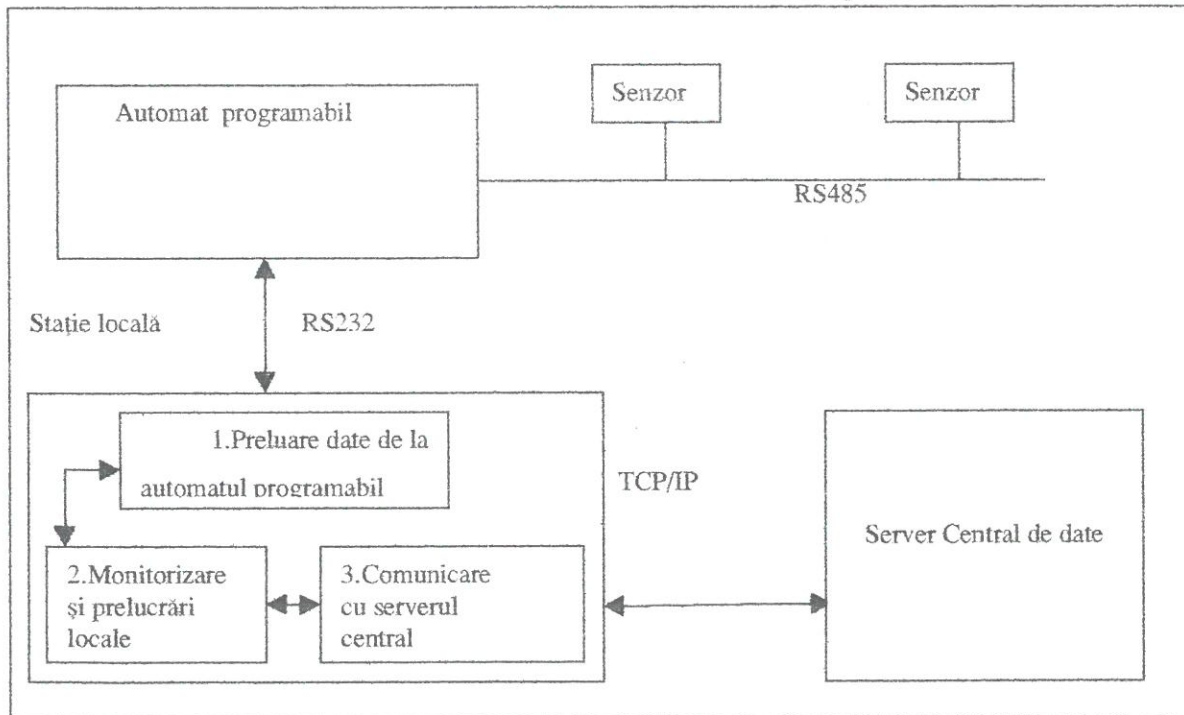 Automat programabil
Senzor
Senzor
RS485
Stație locală
RS232
1.Preluare date de la
automatul programabil
TCP/IP
Server Central de date
2.Monitorizare
și prelucrări
locale
3.Comunicare
cu serverul
central